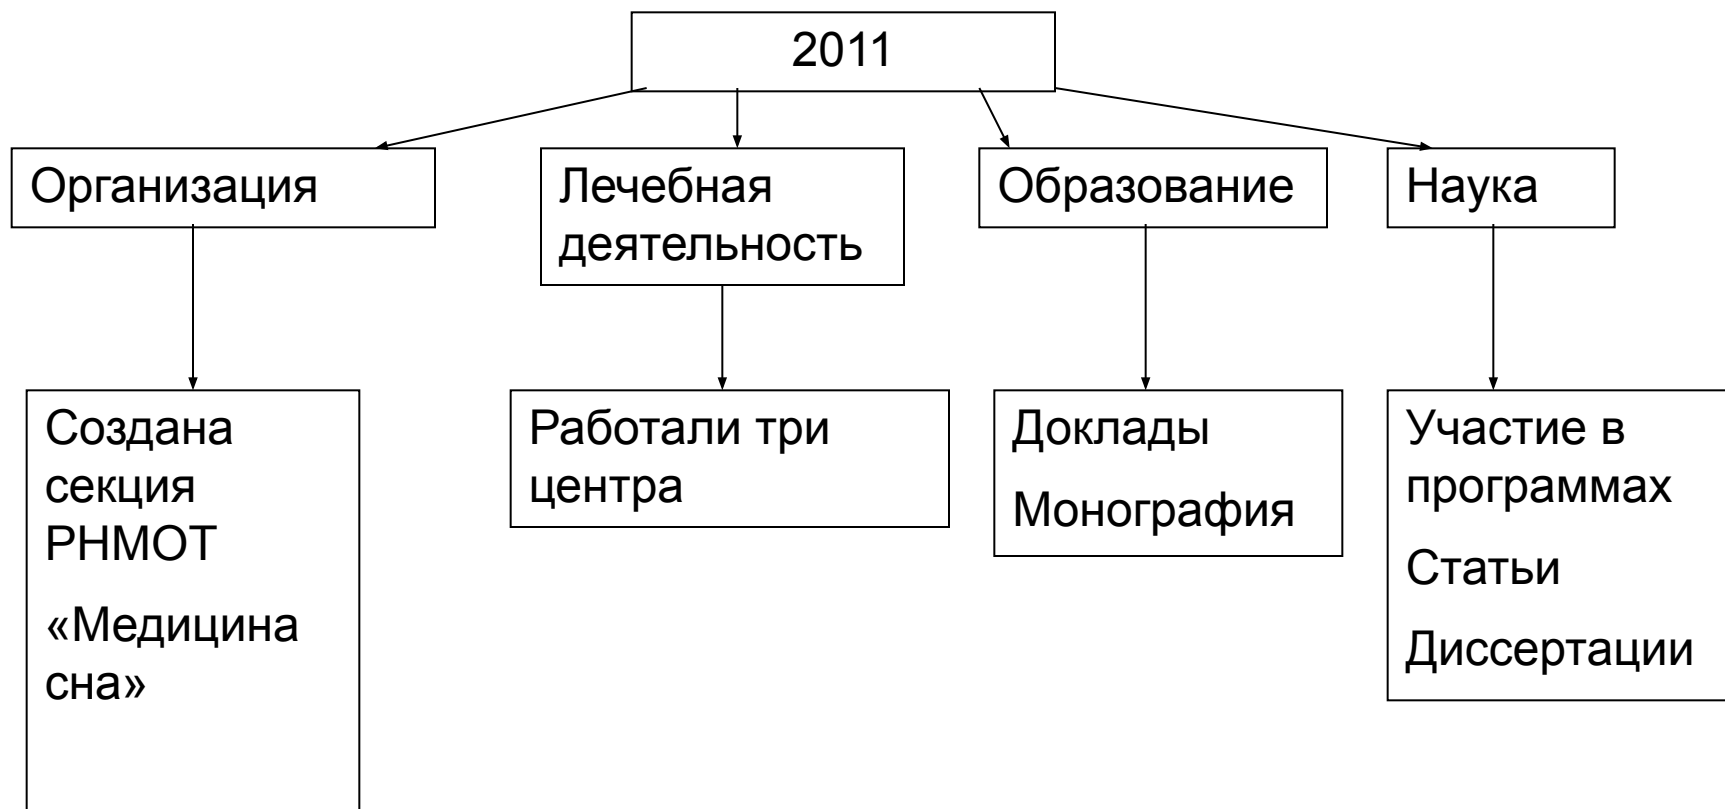 2011
Организация
Лечебная
деятельность
Образование
Наука
Создана
секция
РНМОТ
«Медицина
сна»
Работали три
центра
Доклады
Монография
Участие в
программах
Статьи
Диссертации